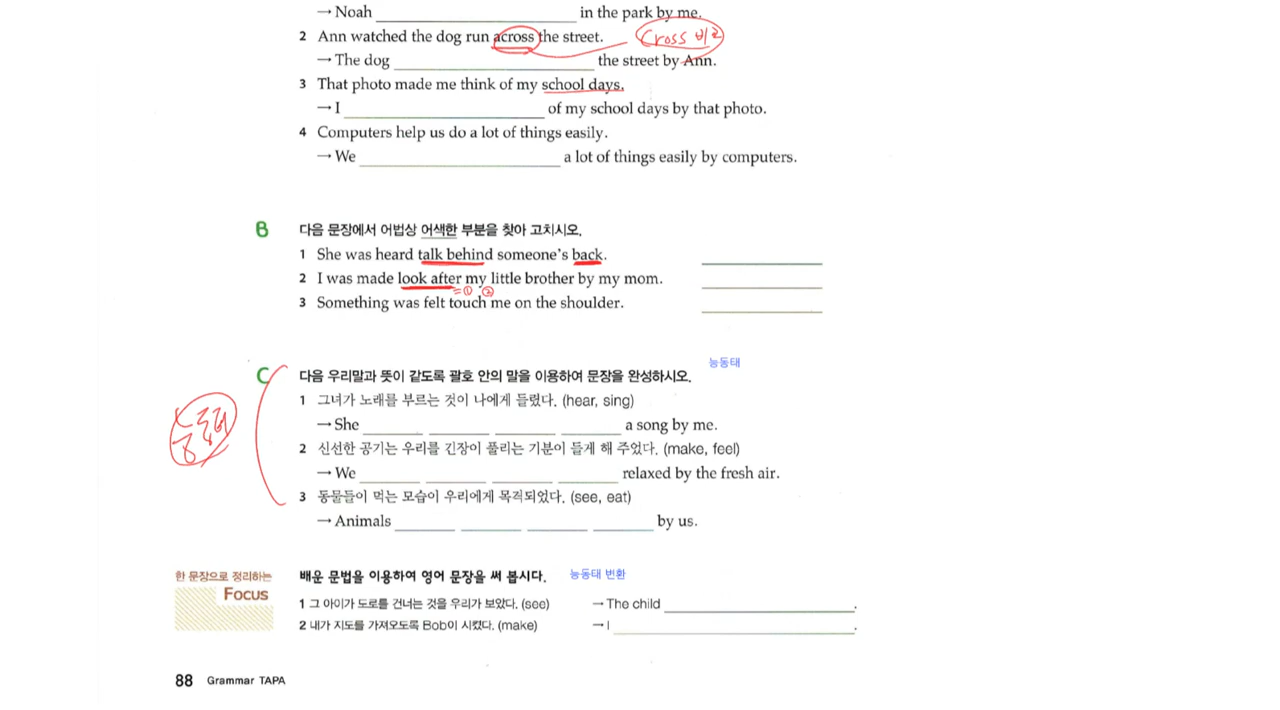 → Noah in the park by me.
2 Ann watched the dog run across the street.
Cross 비교
→ The dog the street by Ann.
3 That photo made me think of my school days.
→ I of my school days by that photo.
4 Computers help us do a lot of things easily.
→ We a lot of things easily by computers.
B 다음 문장에서 어법상 어색한 부분을 찾아 고치시오.
1 She was heard talk behind someone's back.
2 I was made look after my little brother by my mom.
= ① ②
3 Something was felt touch me on the shoulder.
능동태
C 다음 우리말과 뜻이 같도록 괄호 안의 말을 이용하여 문장을 완성하시오.
1 그녀가 노래를 부르는 것이 나에게 들렸다. (hear, sing)
→ She a song by me.
2 신선한 공기는 우리를 긴장이 풀리는 기분이 들게 해 주었다. (make, feel)
→ We relaxed by the fresh air.
3 동물들이 먹는 모습이 우리에게 목격되었다. (see, eat)
→ Animals by us.
한 문장으로 정리하는
Focus
배운 문법을 이용하여 영어 문장을 써 봅시다. 능동태 변환
1 그 아이가 도로를 건너는 것을 우리가 보았다. (see) → The child .
2 내가 지도를 가져오도록 Bob이 시켰다. (make) → I .
88 Grammar TAPA